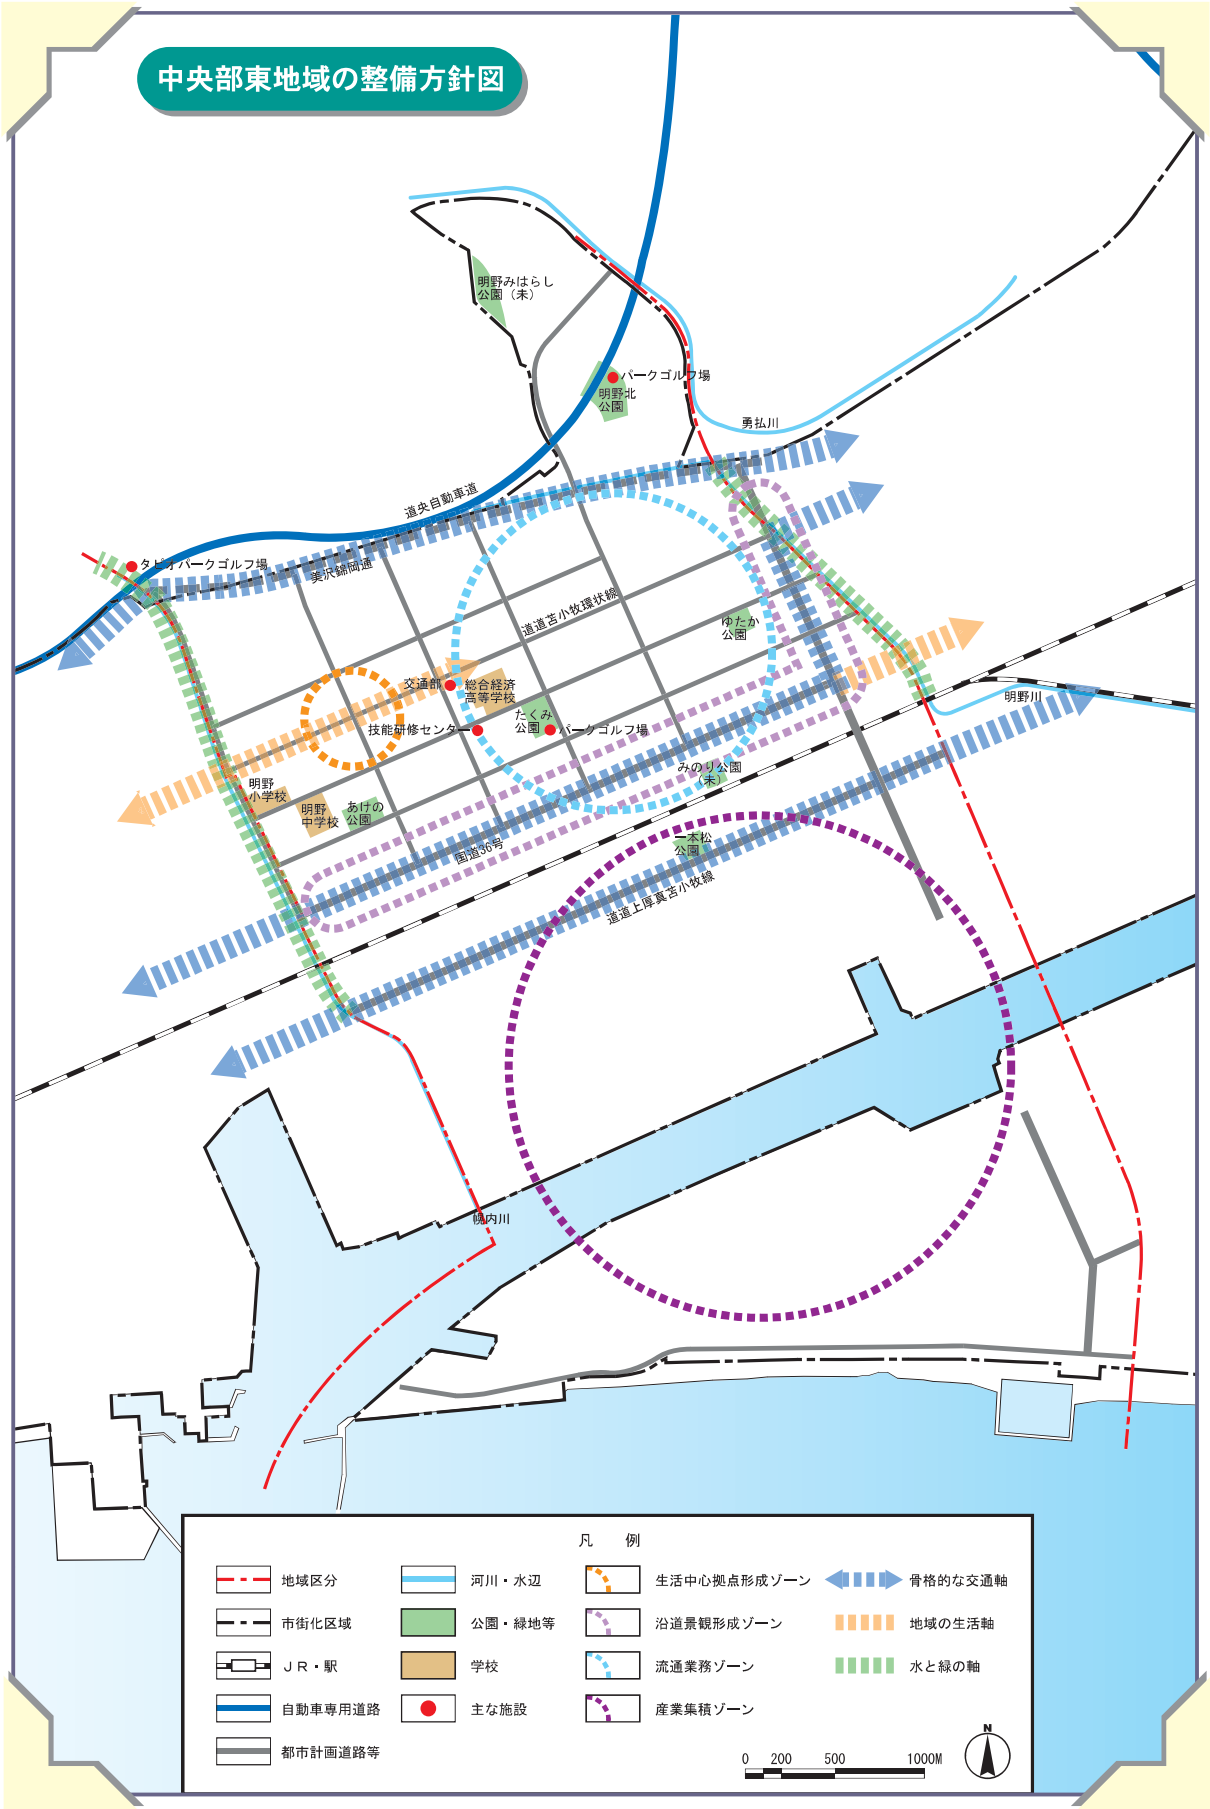 中央部東地域の整備方針図
明野みはらし
公園（未）
パークゴルフ場
明野北
公園
勇払川
道央自動車道
タピオパークゴルフ場
美沢錦岡通
道道苫小牧環状線
ゆたか
公園
交通部
総合経済
高等学校
たくみ
公園
パークゴルフ場
技能研修センター
明野川
みのり公園
（未）
明野
小学校
明野
中学校
あけの
公園
国道36号
一本松
公園
道道上厚真苫小牧線
幌内川
凡　例
地域区分
市街化区域
ＪＲ・駅
自動車専用道路
都市計画道路等
河川・水辺
公園・緑地等
学校
主な施設
生活中心拠点形成ゾーン
沿道景観形成ゾーン
流通業務ゾーン
産業集積ゾーン
骨格的な交通軸
地域の生活軸
水と緑の軸
0 200 500 1000M
N